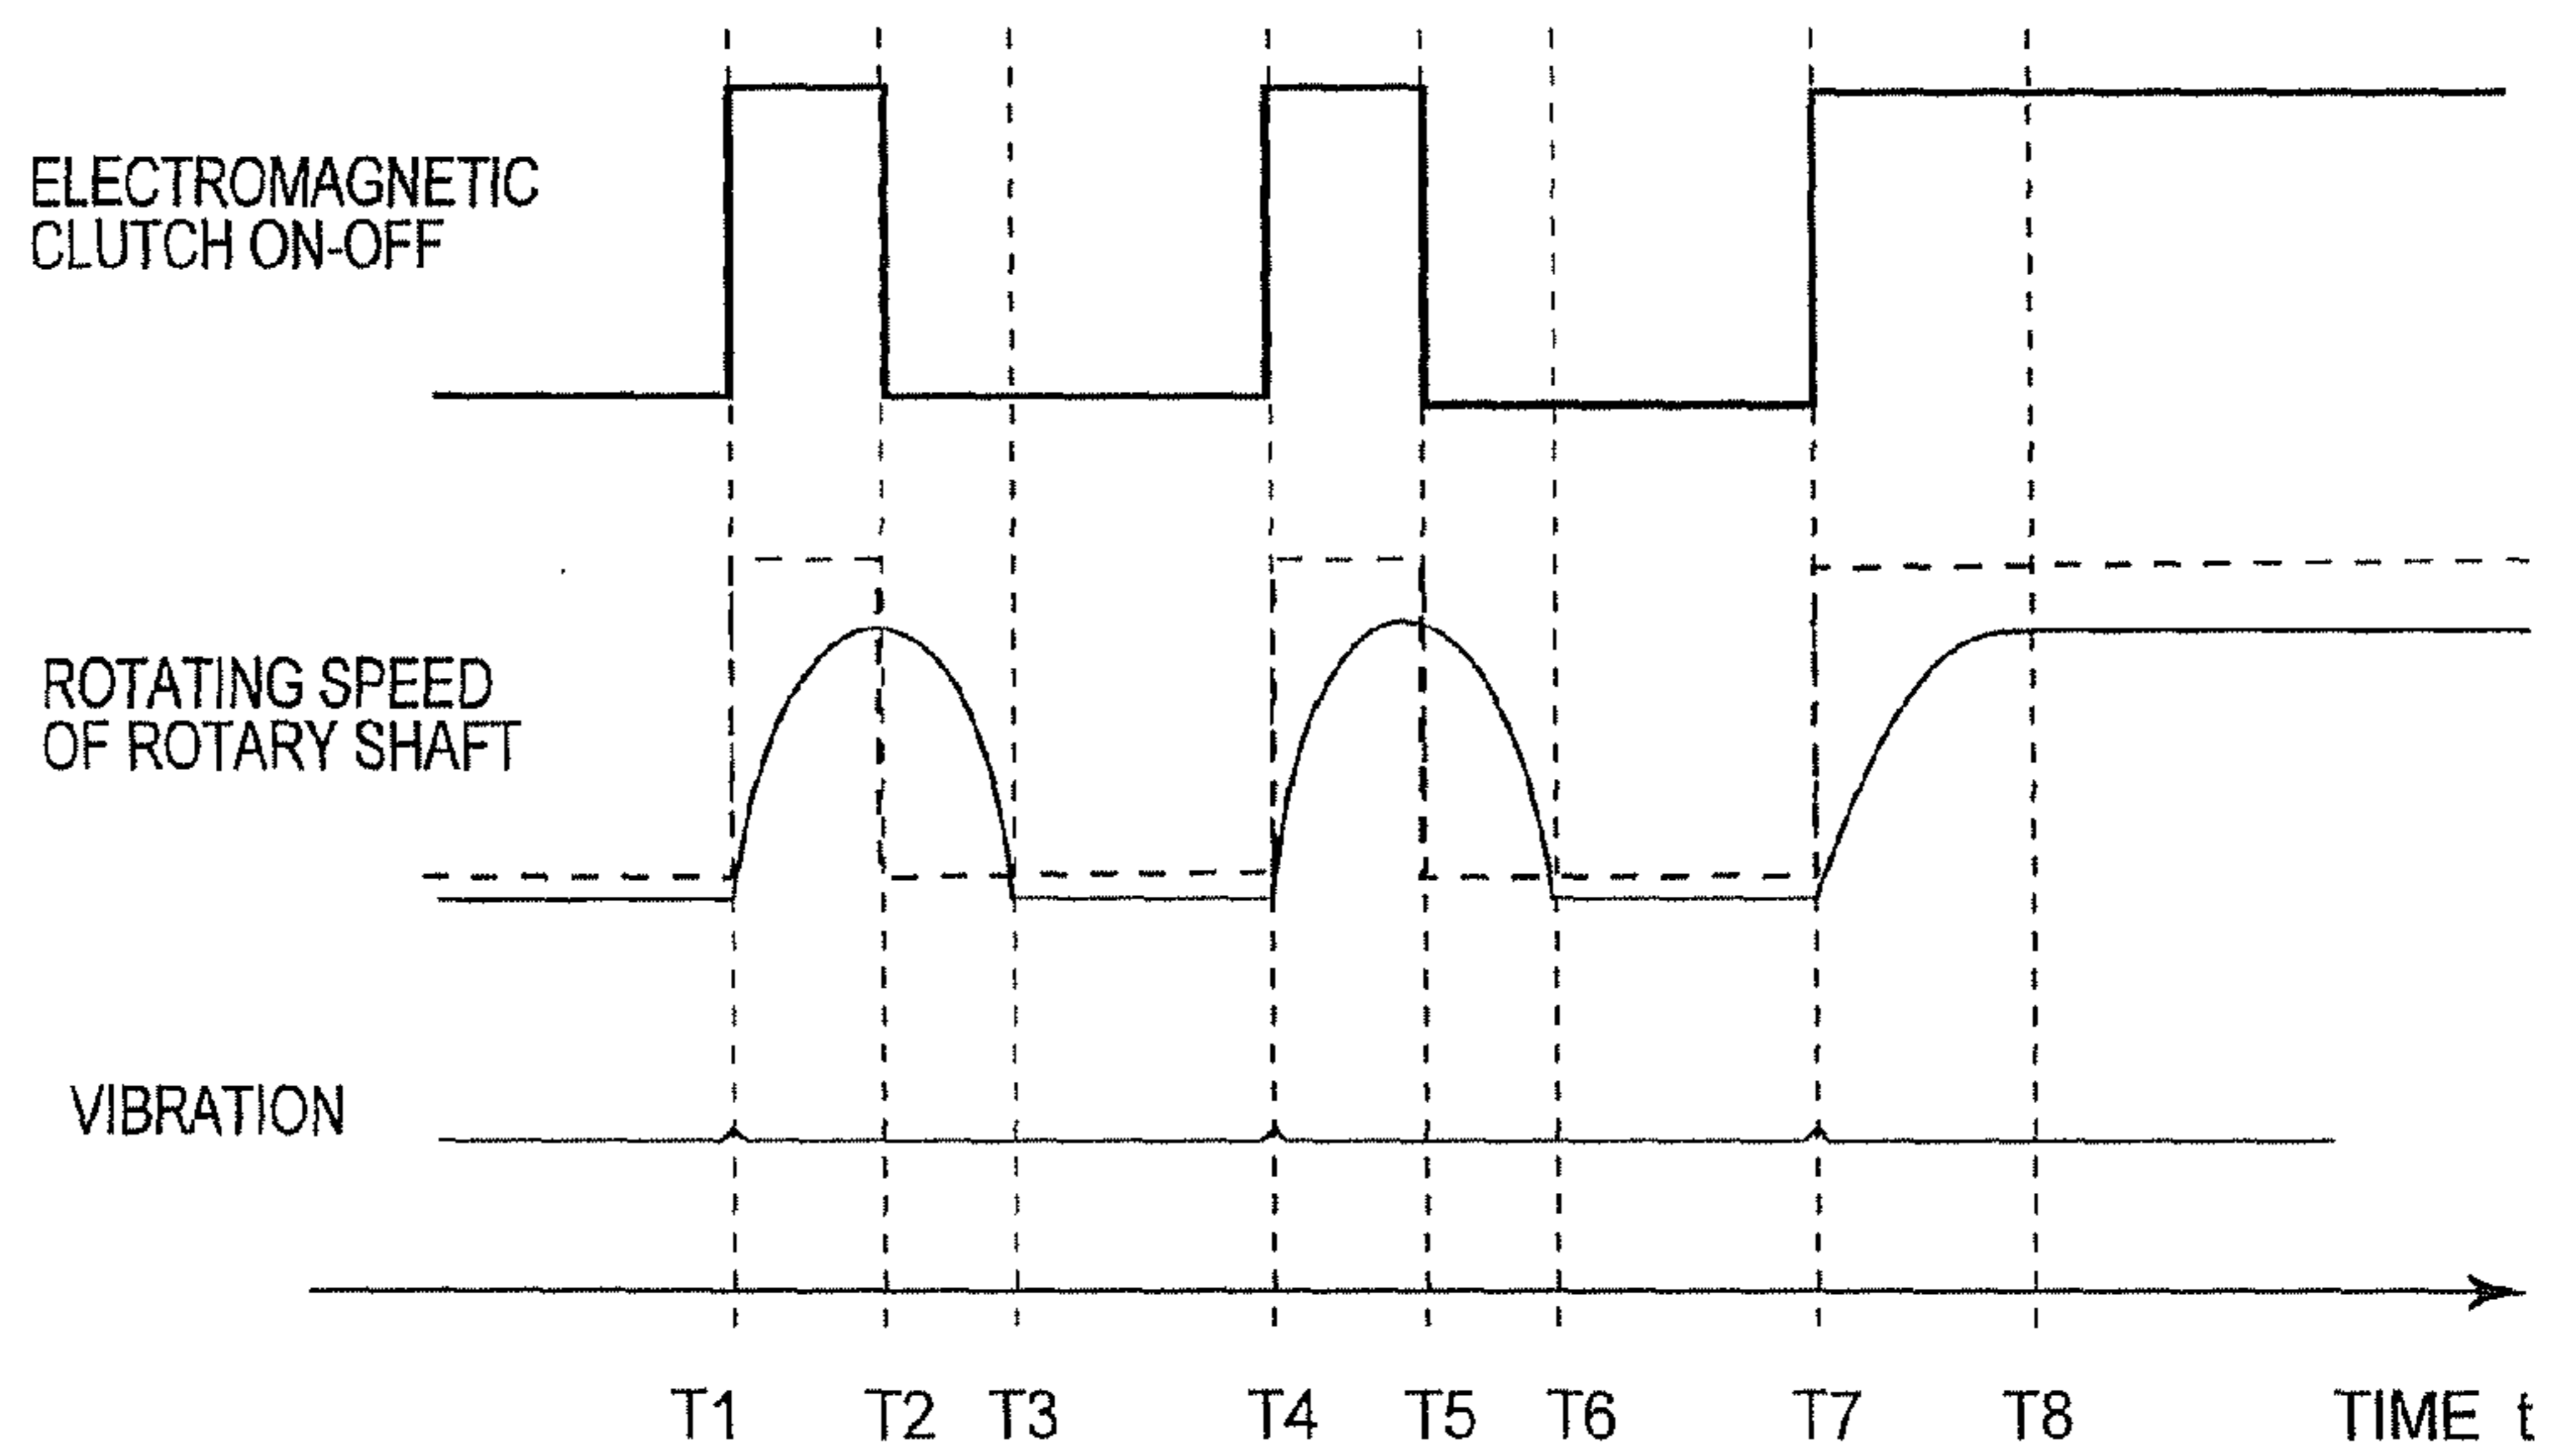 ELECTROMAGNETIC
CLUTCH ON-OFF
ROTATING SPEED
OF ROTARY SHAFT
VIBRATION
T1 T2 T3 T4 T5 T6 T7 T8 TIME t